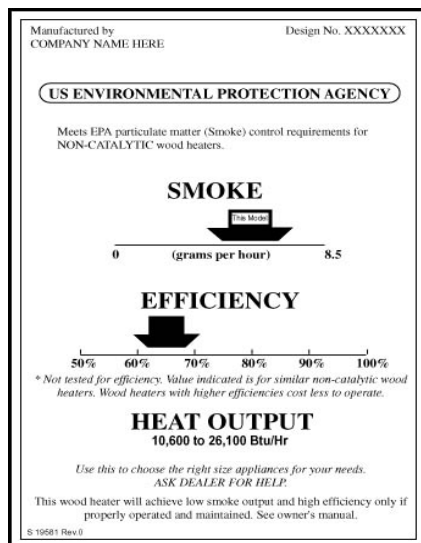 Manufactured by Design No. XXXXXXX
COMPANY NAME HERE
US ENVIRONMENTAL PROTECTION AGENCY
Meets EPA particulate matter (Smoke) control requirements for
NON-CATALYTIC wood heaters.
SMOKE
This Model
0 (grams per hour) 8.5
EFFICIENCY
50% 60% 70% 80% 90% 100%
* Not tested for efficiency. Value indicated is for similar non-catalytic wood
heaters. Wood heaters with higher efficiencies cost less to operate.
HEAT OUTPUT
10,600 to 26,100 Btu/Hr
Use this to choose the right size appliances for your needs.
ASK DEALER FOR HELP.
This wood heater will achieve low smoke output and high efficiency only if
properly operated and maintained. See owner's manual.
S 19581 Rev.0